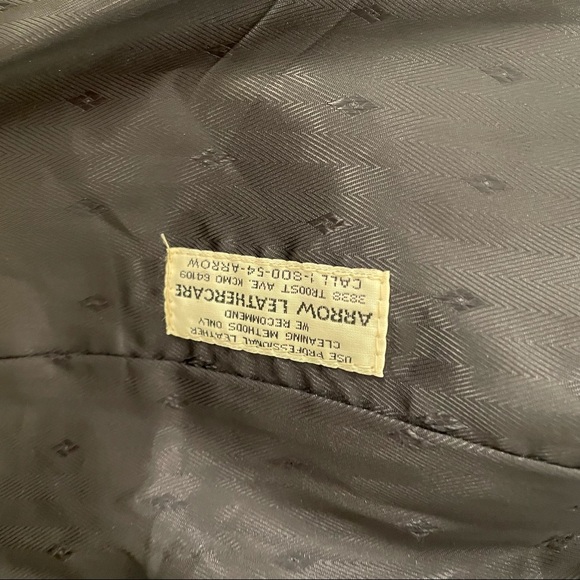 USE PROFESSIONAL LEATHER
CLEANING METHODS ONLY
WE RECOMMEND
ARROW LEATHERCARE
3838 TROOST AVE. KCMO 64109
CALL 1-800-54-ARROW